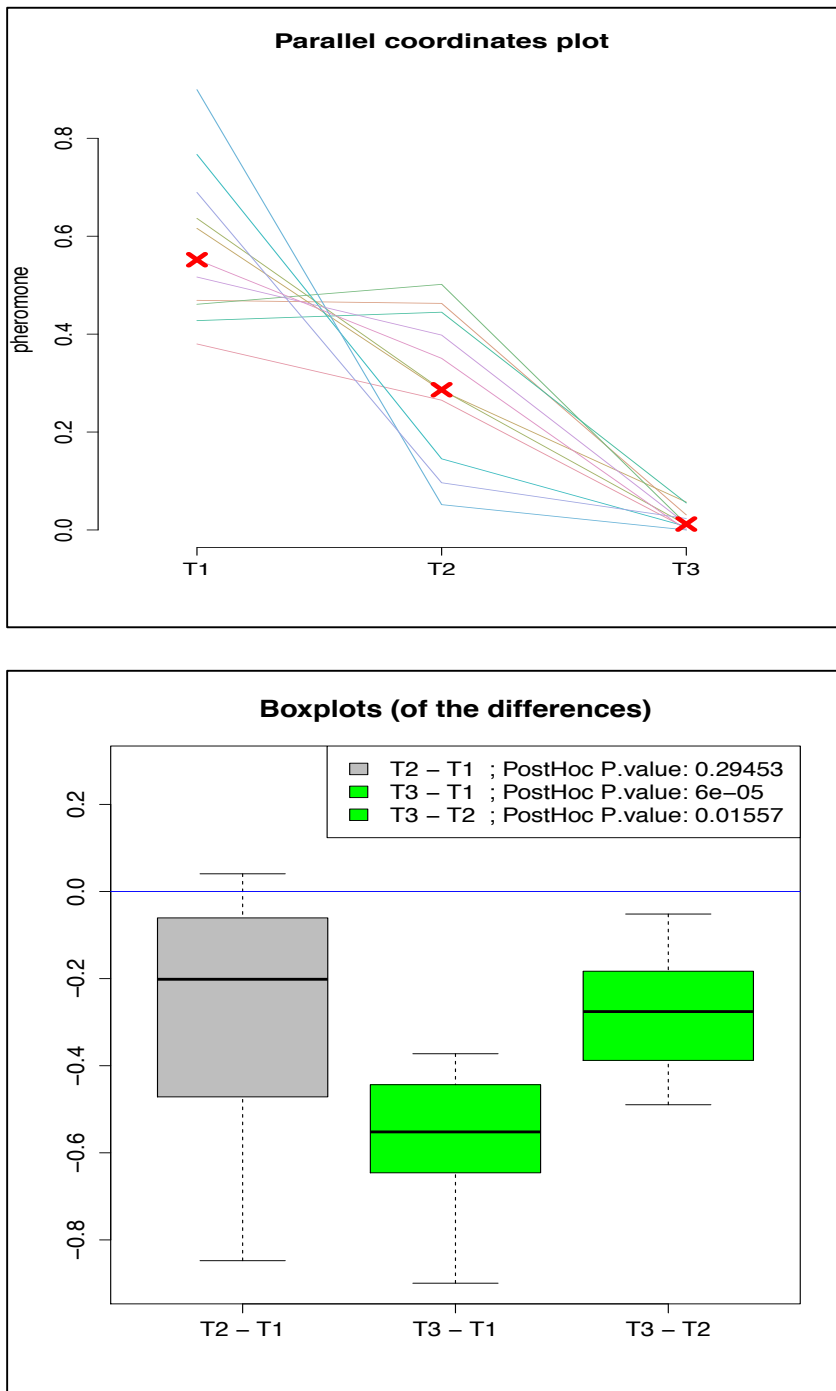 Parallel coordinates plot
pheromone
0.8
0.6
0.4
0.2
0.0
T1 T2 T3
Boxplots (of the differences)
T2 − T1 ; PostHoc P.value: 0.29453
T3 − T1 ; PostHoc P.value: 6e−05
T3 − T2 ; PostHoc P.value: 0.01557
0.2
0.0
−0.2
−0.4
−0.6
−0.8
T2 − T1 T3 − T1 T3 − T2